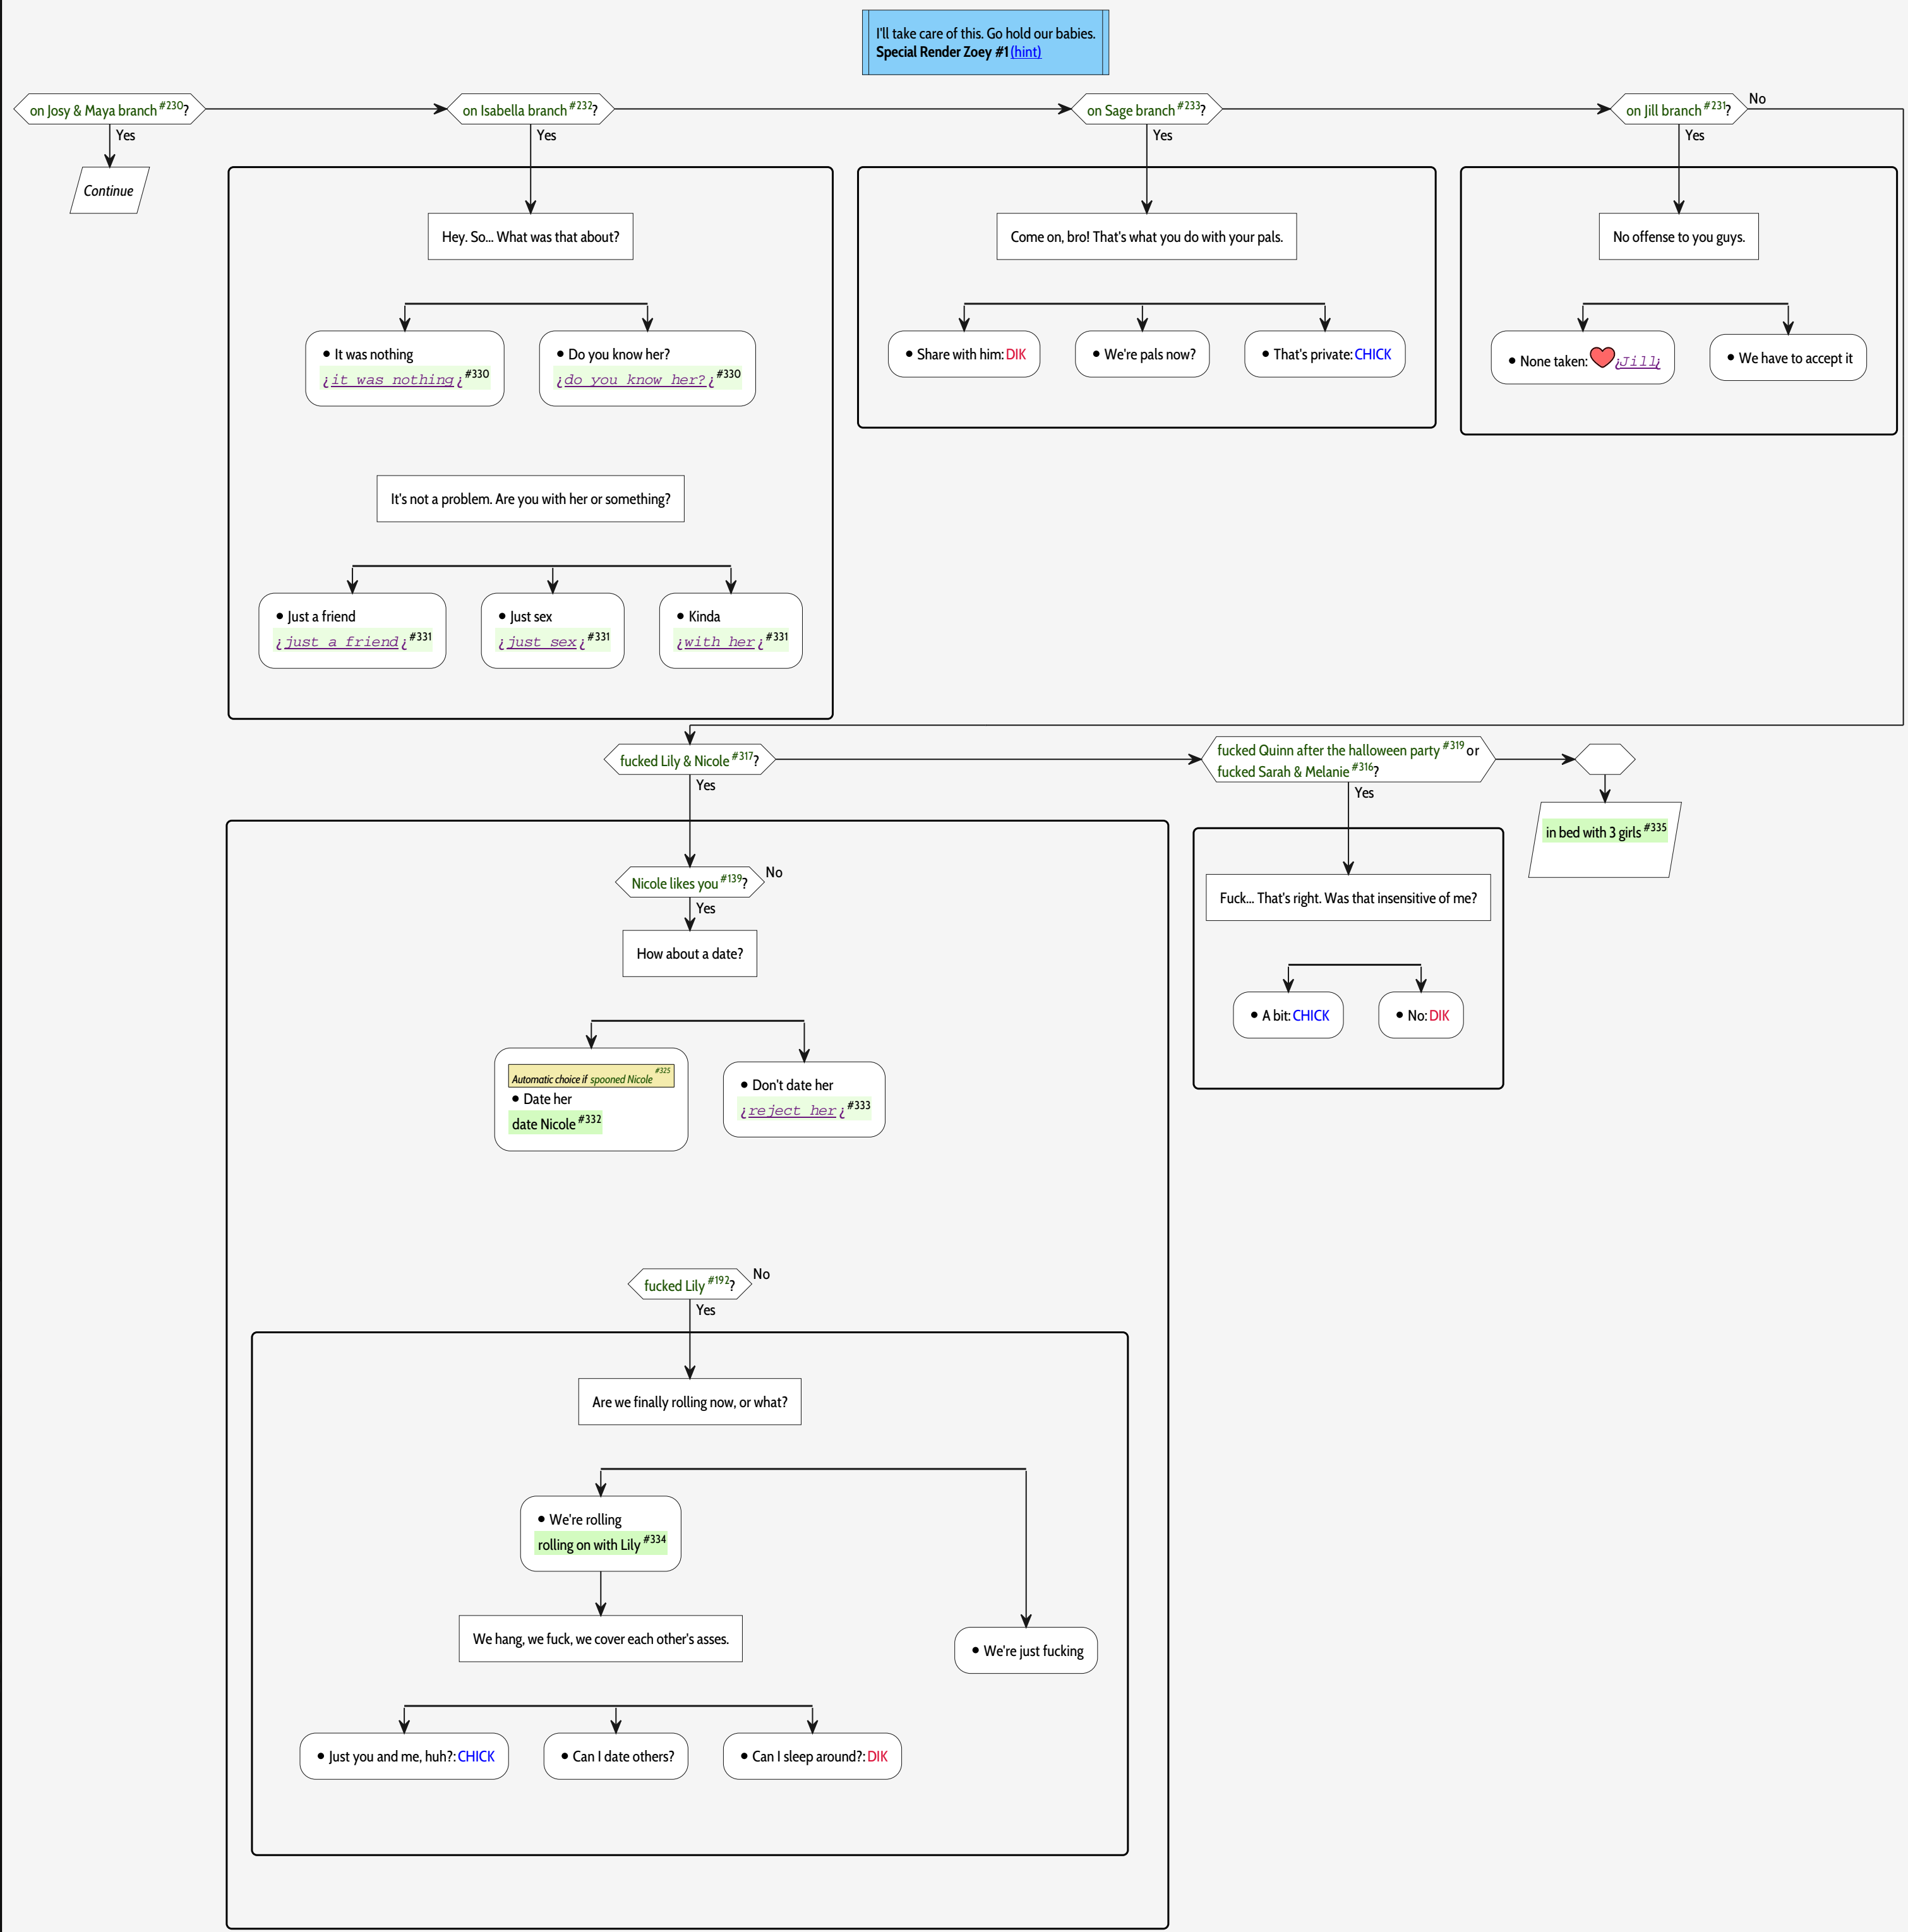 I'll take care of this. Go hold our babies.
Special Render Zoey #1 (hint)
on Josy & Maya branch #230?
Yes
Continue
on Isabella branch #232?
Yes
Hey. So... What was that about?
• It was nothing
¿it was nothing¿ #330
• Do you know her?
¿do you know her?¿ #330
It's not a problem. Are you with her or something?
• Just a friend
¿just a friend¿ #331
• Just sex
¿just sex¿ #331
• Kinda
¿with her¿ #331
on Sage branch #233?
Yes
Come on, bro! That's what you do with your pals.
• Share with him: DIK
• We're pals now?
• That's private: CHICK
on Jill branch #231?
No
Yes
No offense to you guys.
• None taken: ¿Jill¿
• We have to accept it
fucked Lily & Nicole #317?
Yes
Nicole likes you #139?
No
Yes
How about a date?
Automatic choice if spooned Nicole #325
• Date her
date Nicole #332
• Don't date her
¿reject her¿ #333
fucked Lily #192?
No
Yes
Are we finally rolling now, or what?
• We're rolling
rolling on with Lily #334
We hang, we fuck, we cover each other's asses.
• We're just fucking
• Just you and me, huh?: CHICK
• Can I date others?
• Can I sleep around?: DIK
fucked Quinn after the halloween party #319 or
fucked Sarah & Melanie #316?
Yes
Fuck... That's right. Was that insensitive of me?
• A bit: CHICK
• No: DIK
in bed with 3 girls #335